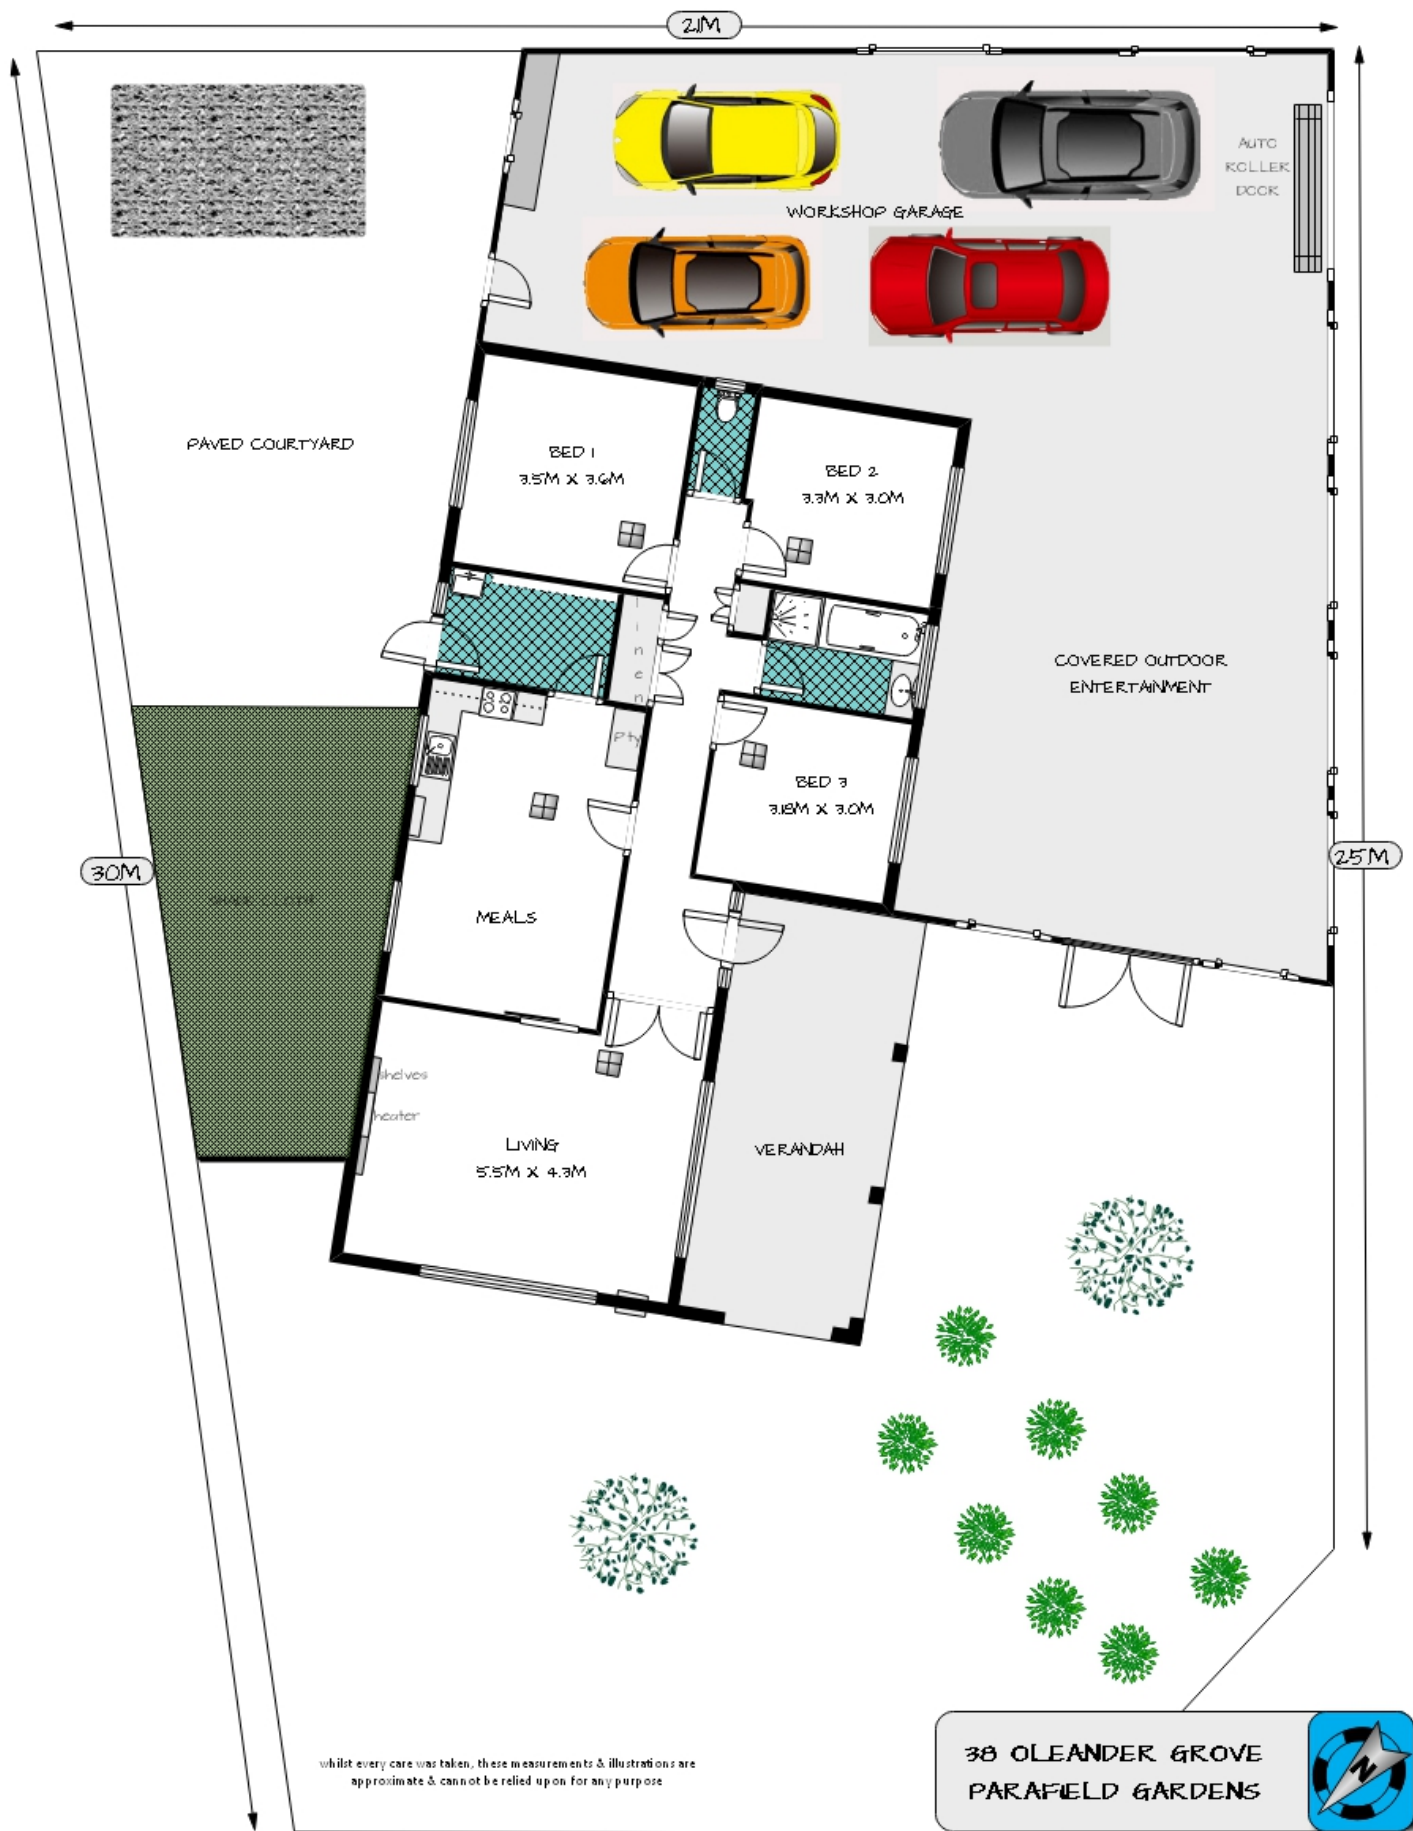 21M
AUTO
ROLLER
DOOR
WORKSHOP GARAGE
PAVED COURTYARD
BED 1
3.5M X 3.6M
BED 2
3.3M X 3.0M
linen
COVERED OUTDOOR
ENTERTAINMENT
Pty
BED 3
3.18M X 3.0M
30M
25M
MEALS
shelves
heater
LIVING
5.5M X 4.3M
VERANDAH
whilst every care was taken, these measurements & illustrations are
approximate & cannot be relied upon for any purpose
38 OLEANDER GROVE
PARAFIELD GARDENS
N